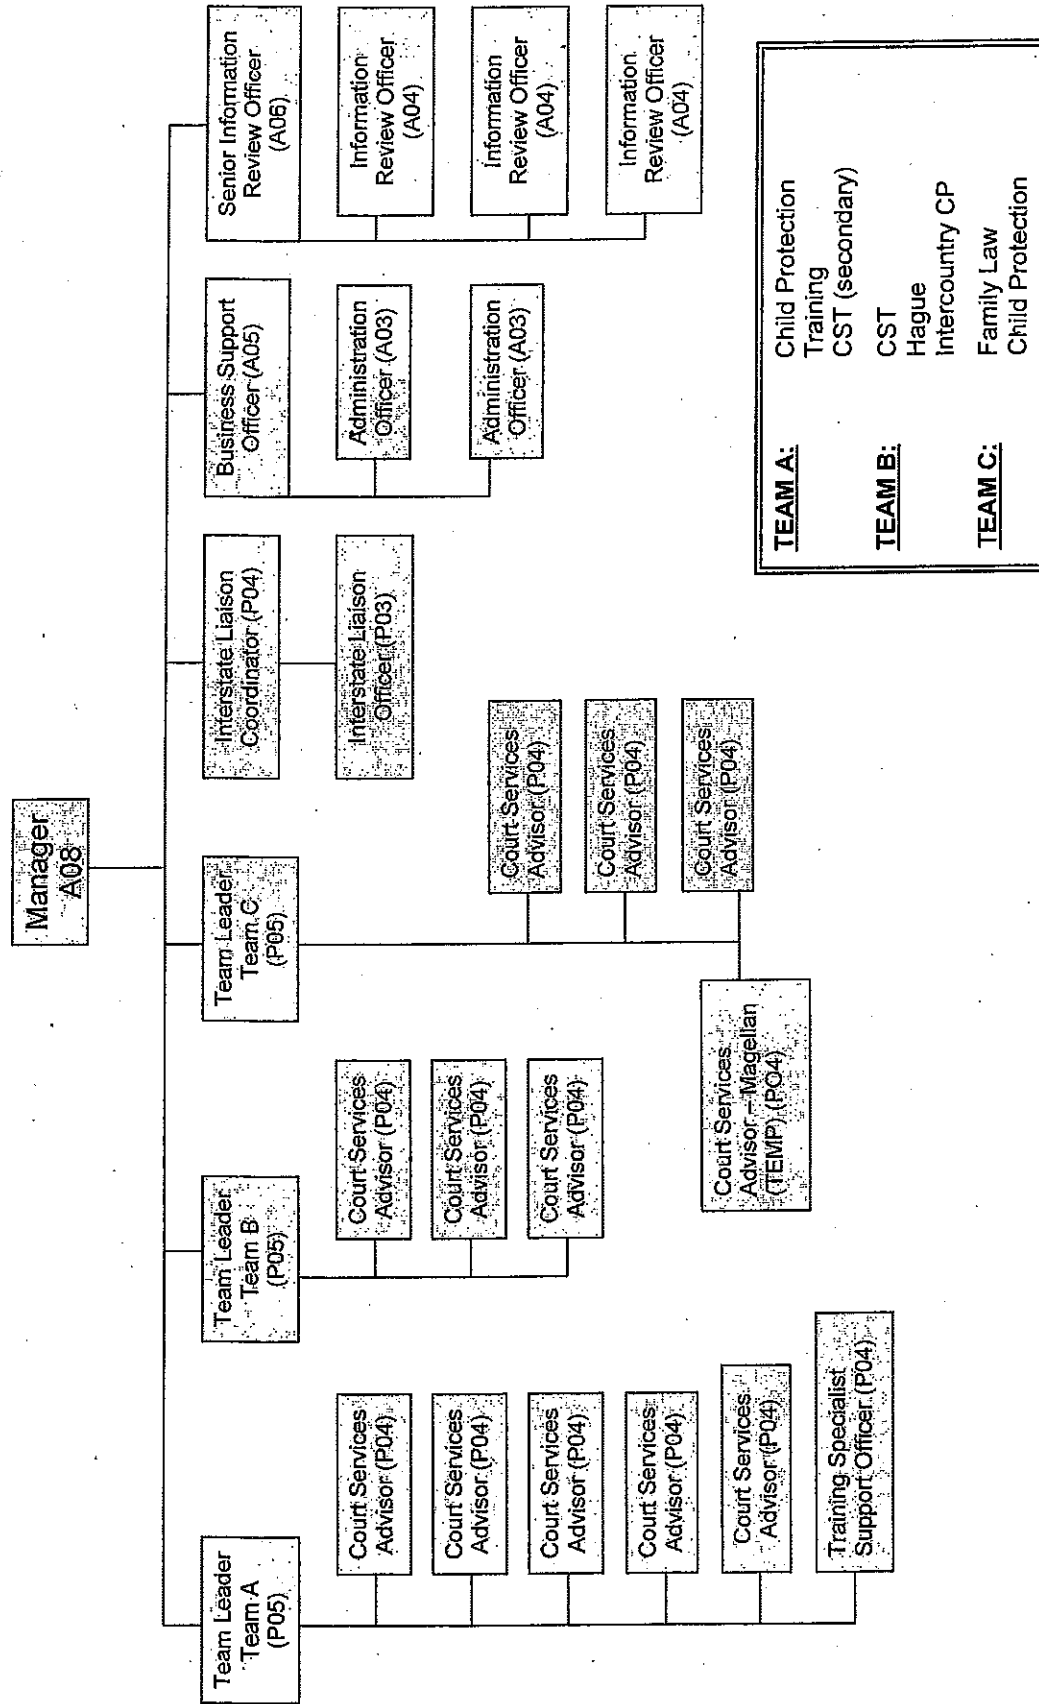 Manager
A08
Team Leader
Team A
(P05)
Court Services
Advisor (P04)
Court Services
Advisor (P04)
Court Services
Advisor (P04)
Court Services
Advisor (P04)
Court Services
Advisor (P04)
Training Specialist
Support Officer (P04)
Team Leader
- Team B
(P05)
Court Services
Advisor (P04)
Court Services
Advisor (P04)
Court Services
Advisor (P04)
Team Leader
Team C
(P05)
Court Services
Advisor (P04)
Court Services
Advisor (P04)
Court Services
Advisor (P04)
Court Services
Advisor – Magellan
(TEMP) (PO4)
Interstate Liaison
Coordinator (P04)
Interstate Liaison
Officer (P03)
Business Support
Officer (A05)
Administration
Officer (A03)
Administration
Officer (A03)
Senior Information
Review Officer
(A06)
Information
Review Officer
(A04)
Information
Review Officer
(A04)
Information
Review Officer
(A04)
TEAM A: Child Protection
Training
CST (secondary)
TEAM B: CST
Hague
Intercountry CP
TEAM C: Family Law
Child Protection